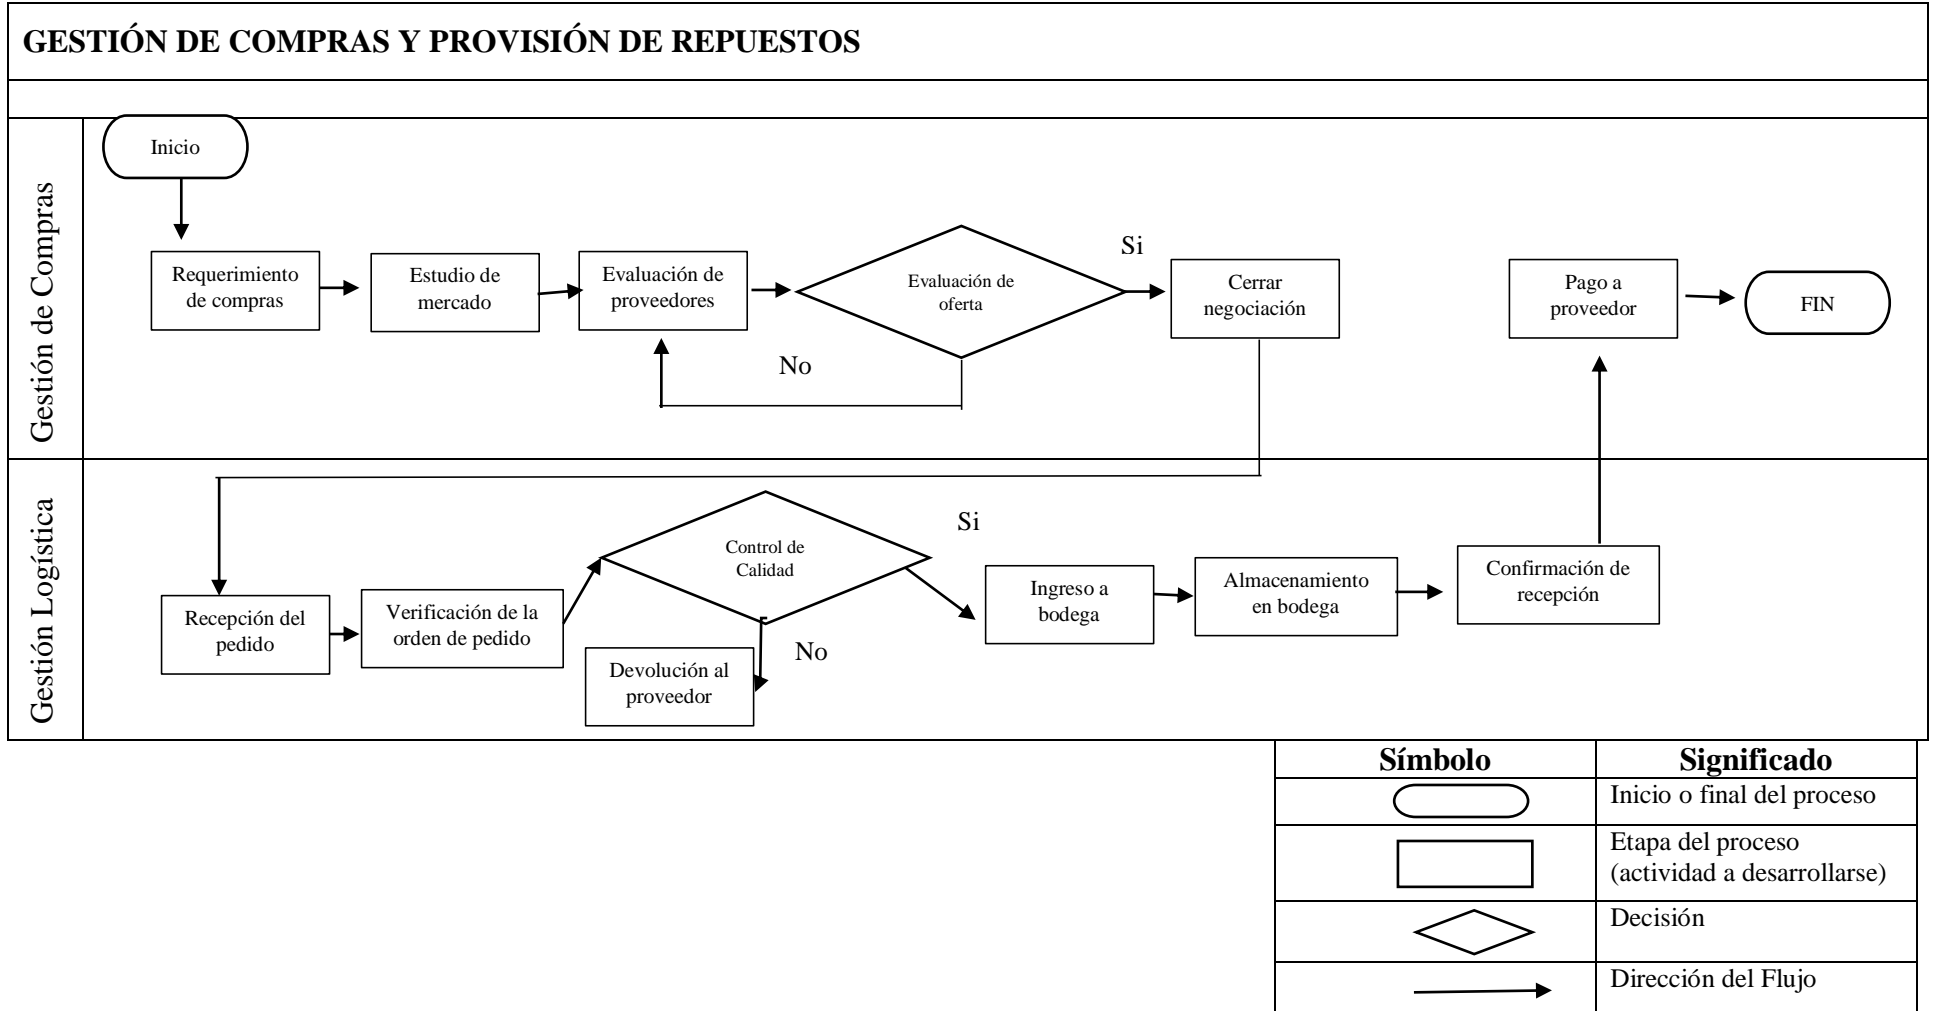 GESTIÓN DE COMPRAS Y PROVISIÓN DE REPUESTOS
Gestión de Compras
Inicio
Requerimiento
de compras
Estudio de
mercado
Evaluación de
proveedores
Evaluación de
oferta
Si
No
Cerrar
negociación
Pago a
proveedor
FIN
Gestión Logística
Recepción del
pedido
Verificación de la
orden de pedido
Control de
Calidad
Si
No
Devolución al
proveedor
Ingreso a
bodega
Almacenamiento
en bodega
Confirmación de
recepción
Símbolo
Significado
Inicio o final del proceso
Etapa del proceso
(actividad a desarrollarse)
Decisión
Dirección del Flujo